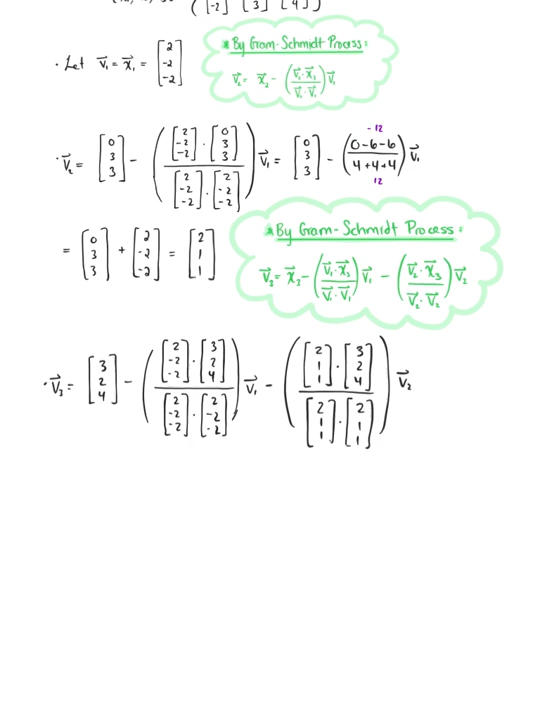 [-2] [3] [4]
· Let v⃗₁ = x⃗₁ = [2 -2 -2]
* By Gram-Schmidt Process:
v⃗₂ = x⃗₂ - (v⃗₁·x⃗₂ / v⃗₁·v⃗₁) v⃗₁
· v⃗₂ = [0 3 3] - ([2 -2 -2]·[0 3 3] / [2 -2 -2]·[2 -2 -2]) v⃗₁ = [0 3 3] - (0-6-6 / 4+4+4) v⃗₁
-12
12
= [0 3 3] + [2 -2 -2] = [2 1 1]
* By Gram-Schmidt Process:
v⃗₃ = x⃗₃ - (v⃗₁·x⃗₃ / v⃗₁·v⃗₁) v⃗₁ - (v⃗₂·x⃗₃ / v⃗₂·v⃗₂) v⃗₂
· v⃗₃ = [3 2 4] - ([2 -2 -2]·[3 2 4] / [2 -2 -2]·[2 -2 -2]) v⃗₁ - ([2 1 1]·[3 2 4] / [2 1 1]·[2 1 1]) v⃗₂